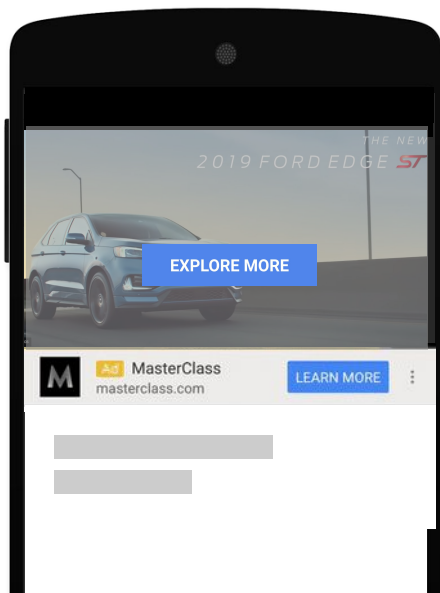 THE NEW
2019 FORD EDGE ST
EXPLORE MORE
M
Ad MasterClass
LEARN MORE
masterclass.com